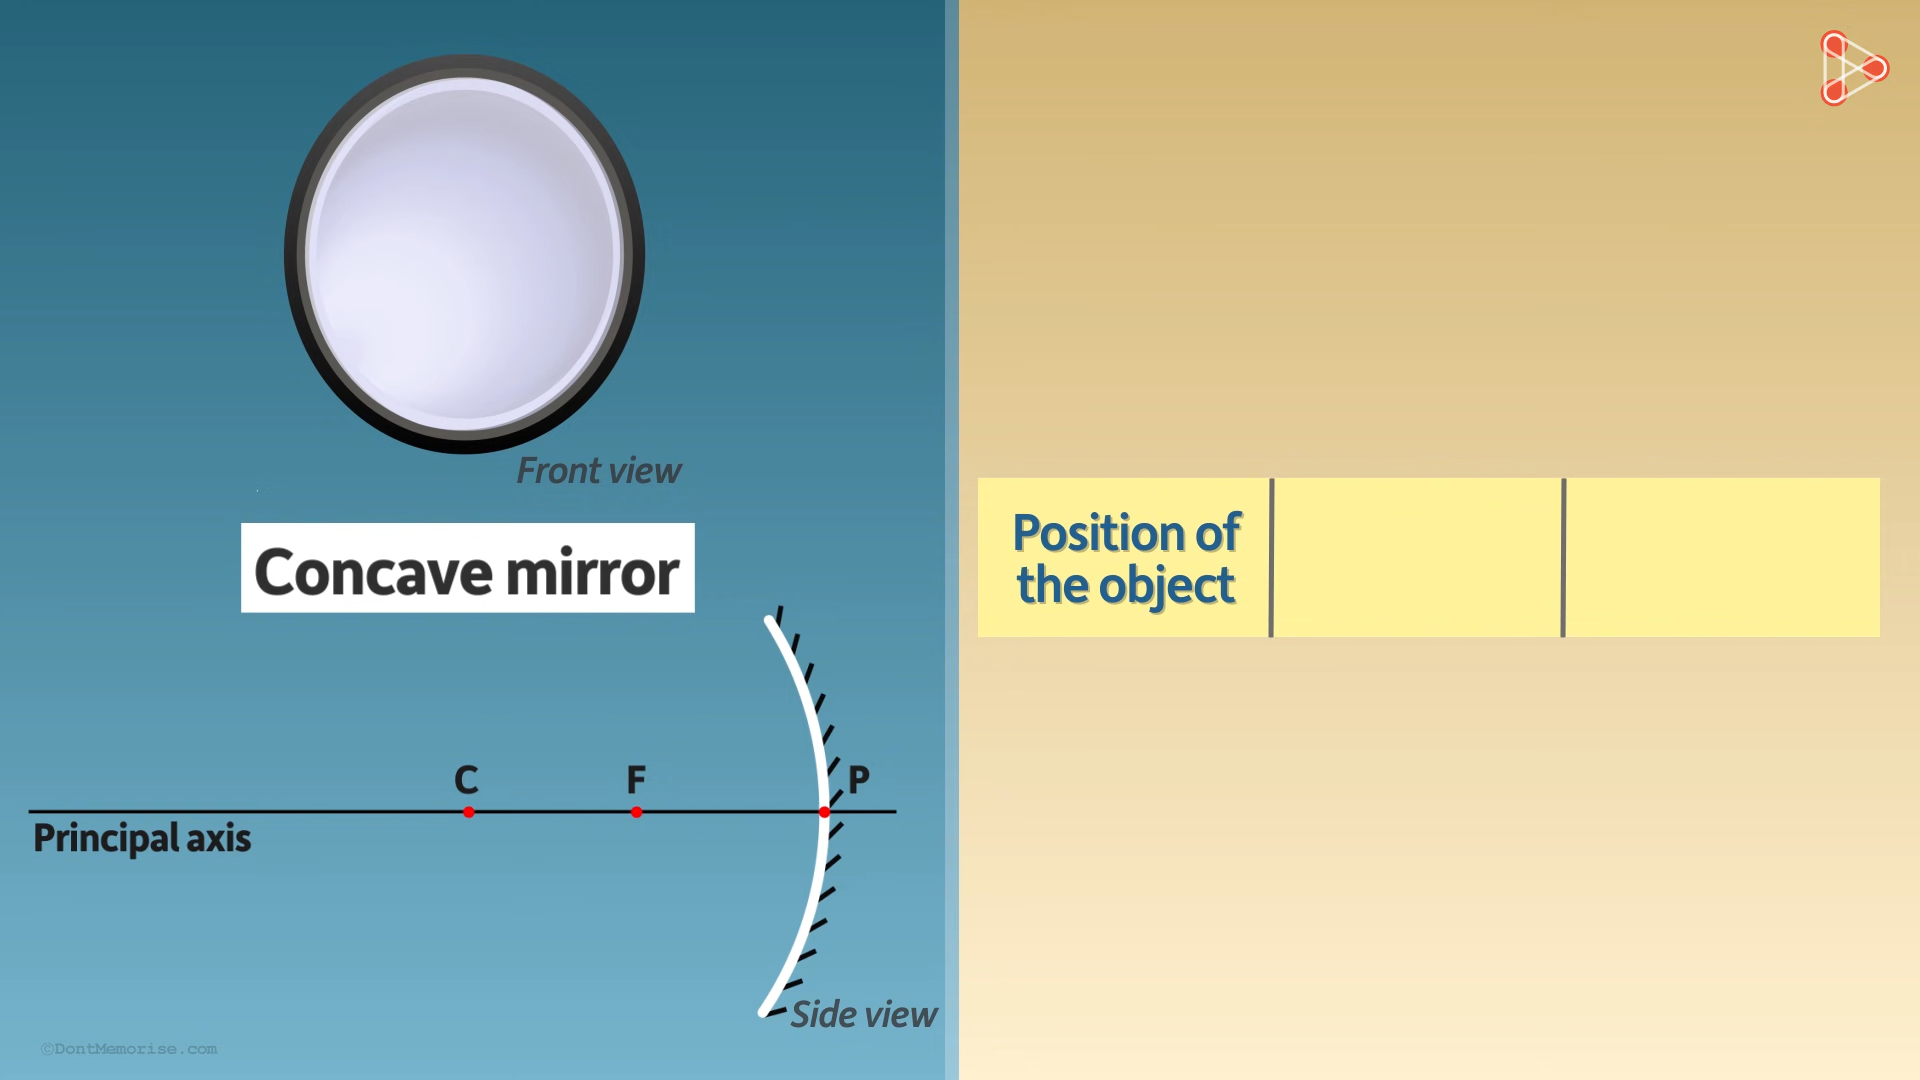 Front view
Concave mirror
C
F
P
Principal axis
Side view
©DontMemorise.com
Position of
the object